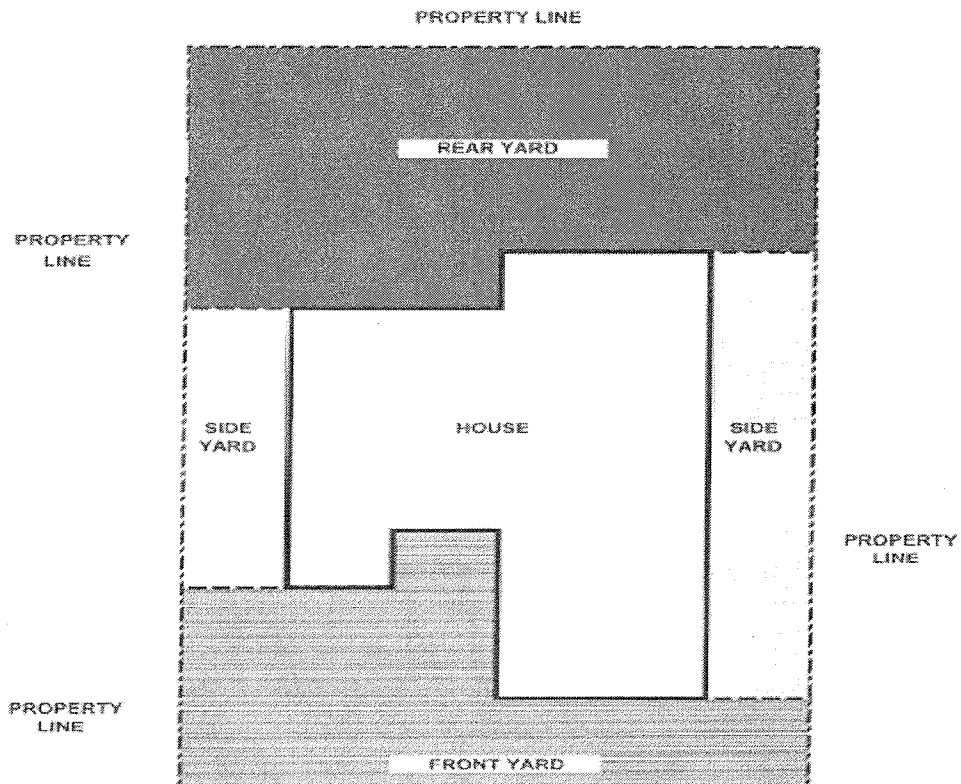 PROPERTY LINE
REAR YARD
PROPERTY
LINE
SIDE
YARD
HOUSE
SIDE
YARD
PROPERTY
LINE
PROPERTY
LINE
FRONT YARD